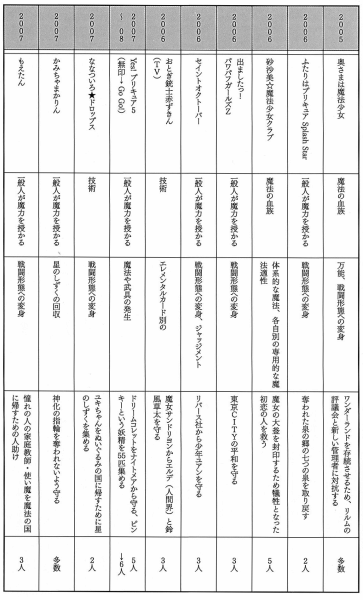 2005
奥さまは魔法少女
魔法の血族
万能、戦闘形態への変身
ワンダーランドを存続させるため、リルムの
評議会と新しい管理者に対抗する
多数
2006
ふたりはプリキュア Splash Star
一般人が魔力を授かる
戦闘形態への変身
奪われた泉の郷の七つの泉を取り戻す
2人
2006
砂沙美☆魔法少女クラブ
魔法の血族
体系的な魔法、各自別の専門的な魔
法適性
魔女の大釜を封印するため犠牲となった
初恋の人を救う
5人
2006
出ましたっ!
パワパフガールズZ
一般人が魔力を授かる
戦闘形態への変身
東京CITYの平和を守る
3人
2006
セイントオクトーバー
一般人が魔力を授かる
戦闘形態への変身、ジャッジメント
リバース社から少年ユアンを守る
3人
2006
おとぎ銃士赤ずきん
(TV)
技術
エレメンタルカード別の
魔女サンドリヨンからエルデ(人間界)と鈴
風草太を守る
3人
2007
~08
Yes! プリキュア5
(無印→Go Go!)
一般人が魔力を授かる
魔法や武具の発生
ドリームコレットをナイトメアから守る、ピン
キーという妖精を55匹集める
5人
→6人
2007
ななついろ★ドロップス
技術
戦闘形態への変身
ユキちゃんをぬいぐるみの国に帰すために星
のしずくを集める
2人
2007
かみちゃまかりん
一般人が魔力を授かる
星のしずくの回収
神化の指輪を奪われないよう守る
多数
2007
もえたん
一般人が魔力を授かる
戦闘形態への変身
憧れの人の家庭教師・使い魔を魔法の国
に帰すための人助け
3人